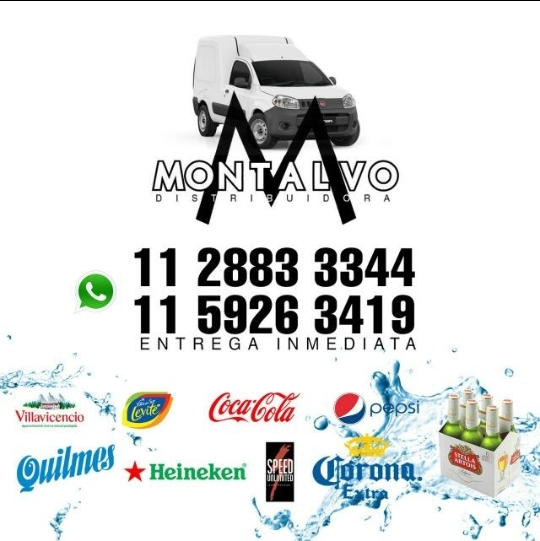 MONTALVO
DISTRIBUIDORA
11 2883 3344
11 5926 3419
ENTREGA INMEDIATA
Villavicencio
Levité
Coca-Cola
pepsi
Quilmes
Heineken
SPEED
UNLIMITED
Corona
Extra
STELLA
ARTOIS